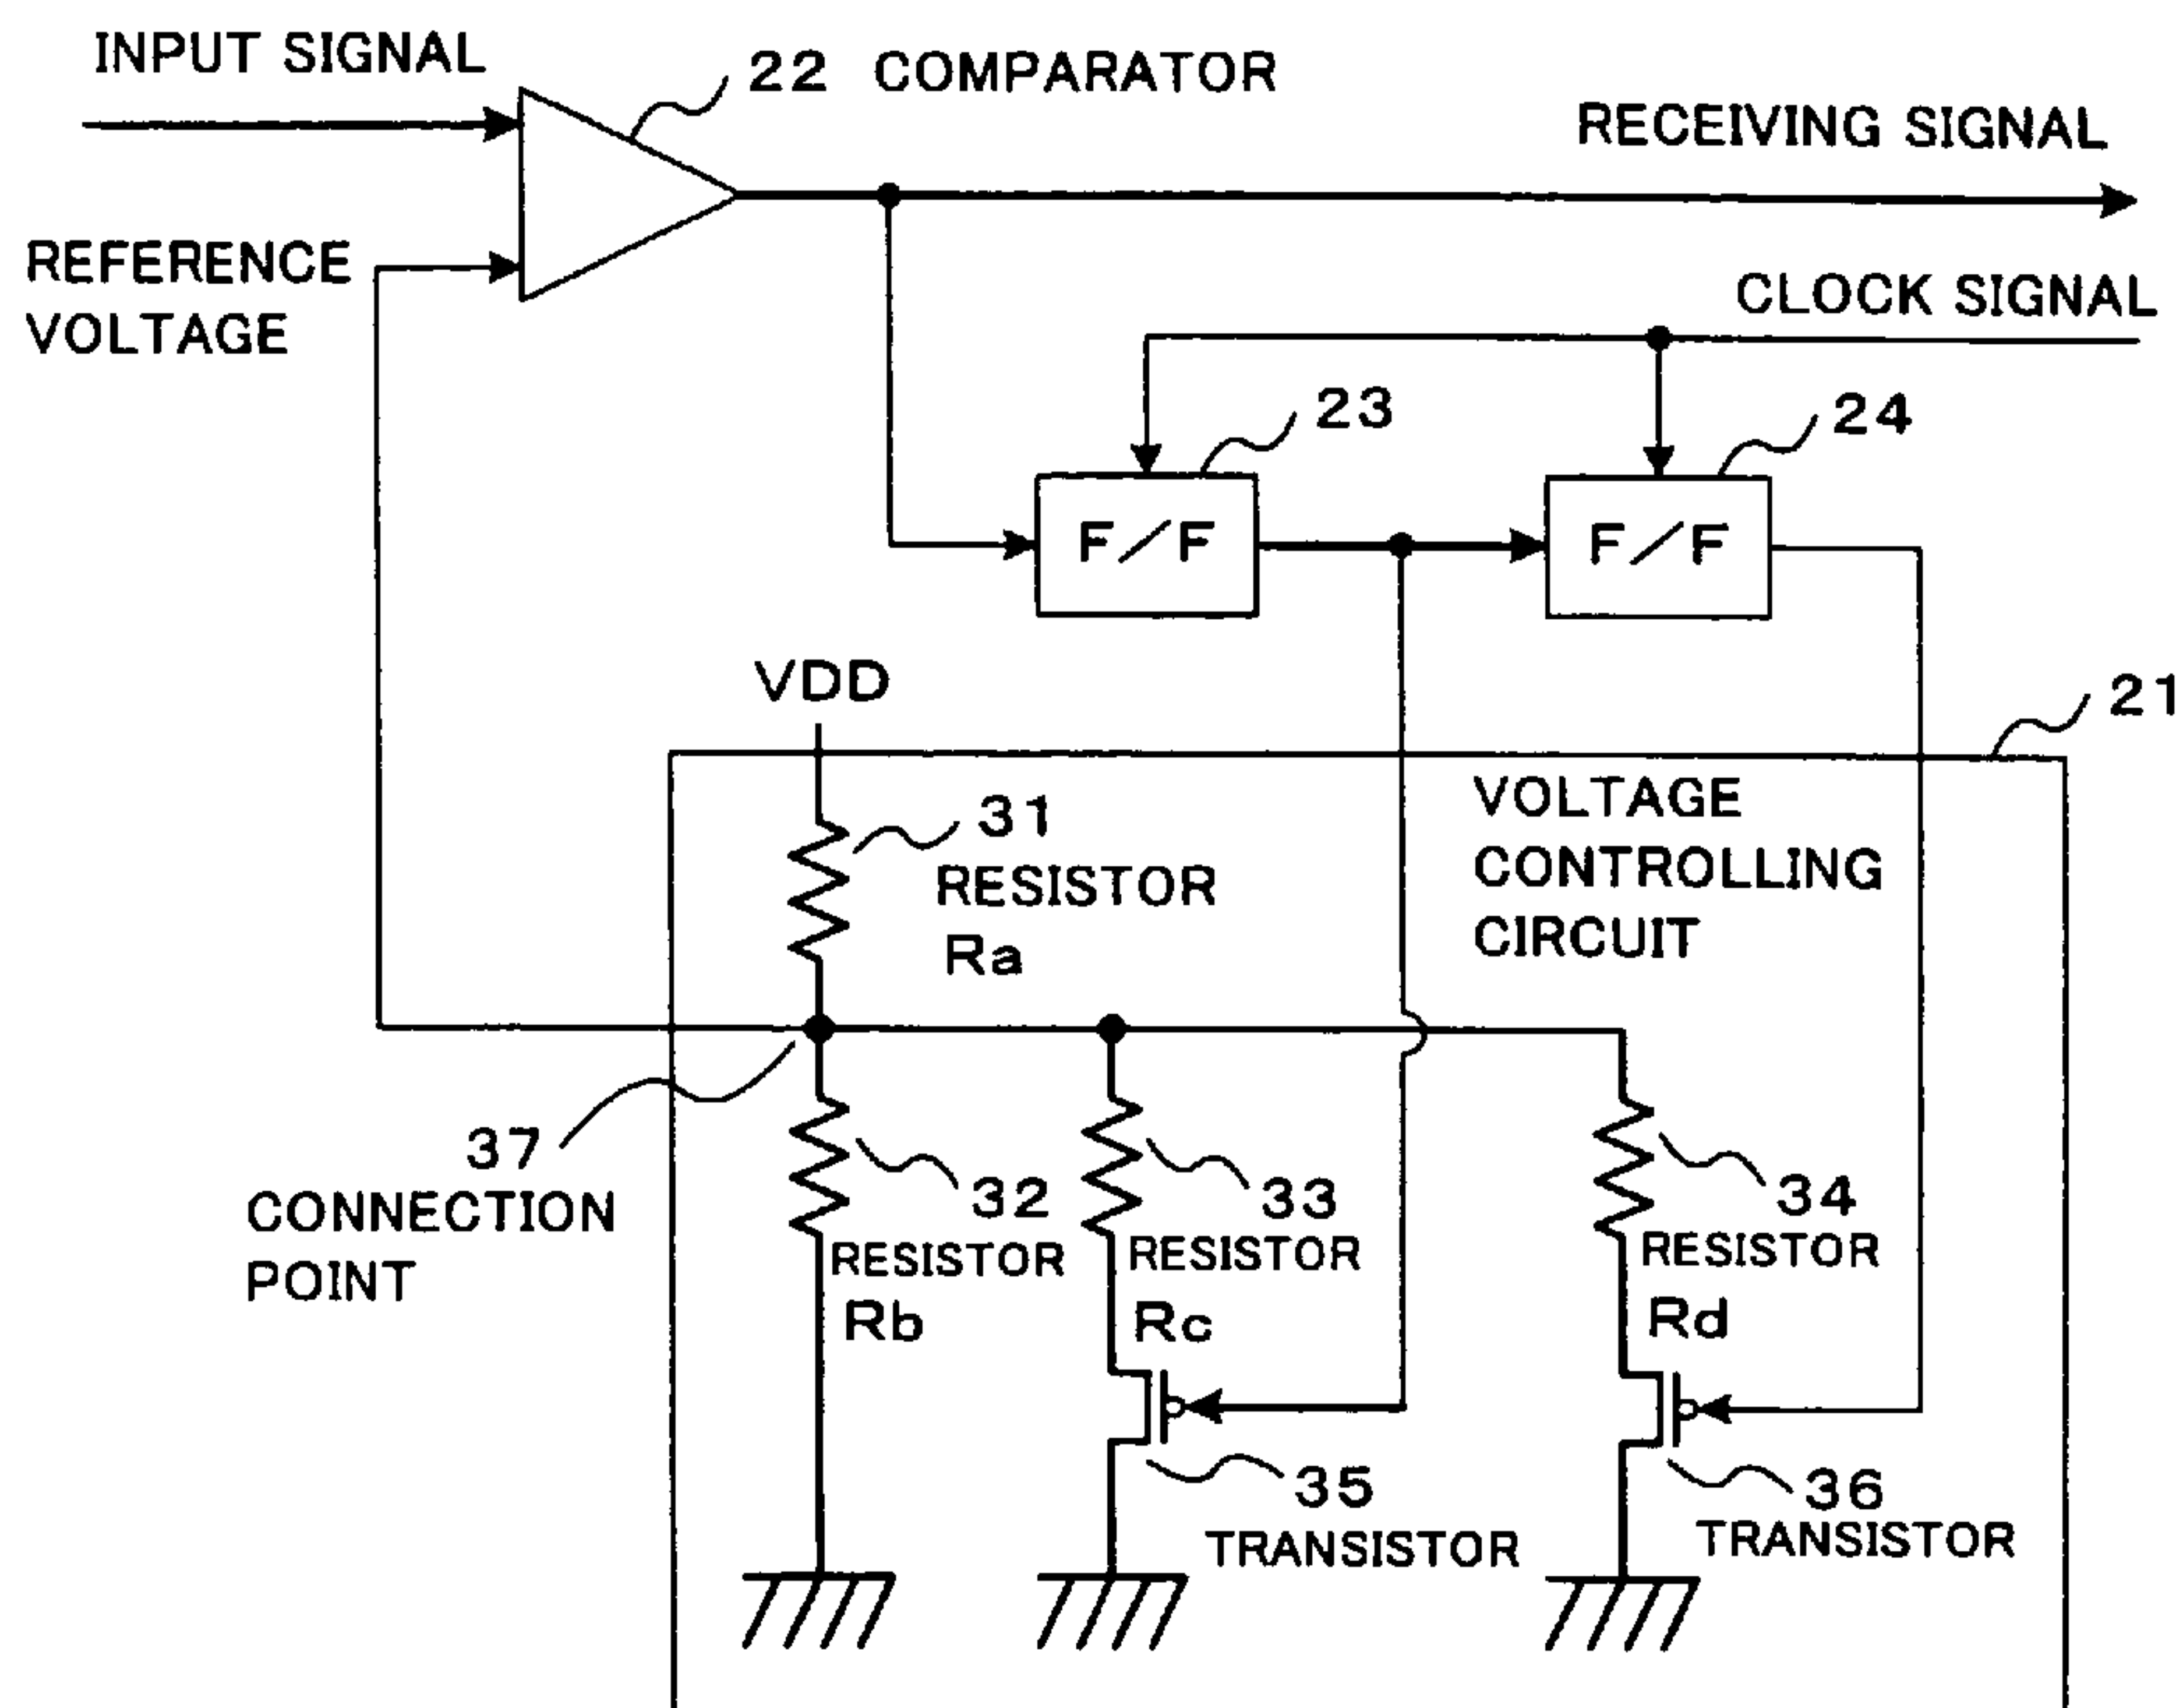 INPUT SIGNAL
22 COMPARATOR
RECEIVING SIGNAL
REFERENCE
VOLTAGE
CLOCK SIGNAL
23
24
F/F
F/F
VDD
21
31
RESISTOR
Ra
VOLTAGE
CONTROLLING
CIRCUIT
37
CONNECTION
POINT
32
RESISTOR
Rb
33
RESISTOR
Rc
34
RESISTOR
Rd
35
TRANSISTOR
36
TRANSISTOR